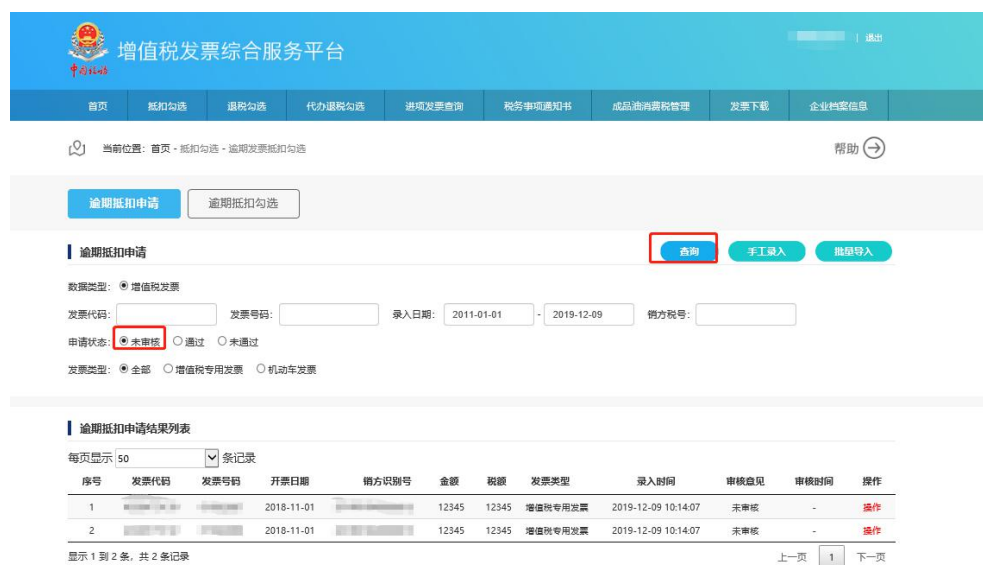 增值税发票综合服务平台
| 退出
中国税务
首页 抵扣勾选 退税勾选 代办退税勾选 进项发票查询 税务事项通知书 成品油消费税管理 发票下载 企业档案信息
当前位置：首页 - 抵扣勾选 - 逾期发票抵扣勾选 帮助
逾期抵扣申请 逾期抵扣勾选
逾期抵扣申请 查询 手工录入 批量导入
数据类型: 增值税发票
发票代码: 发票号码: 录入日期: 2011-01-01 - 2019-12-09 销方税号:
申请状态: 未审核 通过 未通过
发票类型: 全部 增值税专用发票 机动车发票
逾期抵扣申请结果列表
每页显示 50 条记录
序号 发票代码 发票号码 开票日期 销方识别号 金额 税额 发票类型 录入时间 审核意见 审核时间 操作
1 2018-11-01 12345 12345 增值税专用发票 2019-12-09 10:14:07 未审核 - 操作
2 2018-11-01 12345 12345 增值税专用发票 2019-12-09 10:14:07 未审核 - 操作
显示 1 到 2 条, 共 2 条记录 上一页 1 下一页